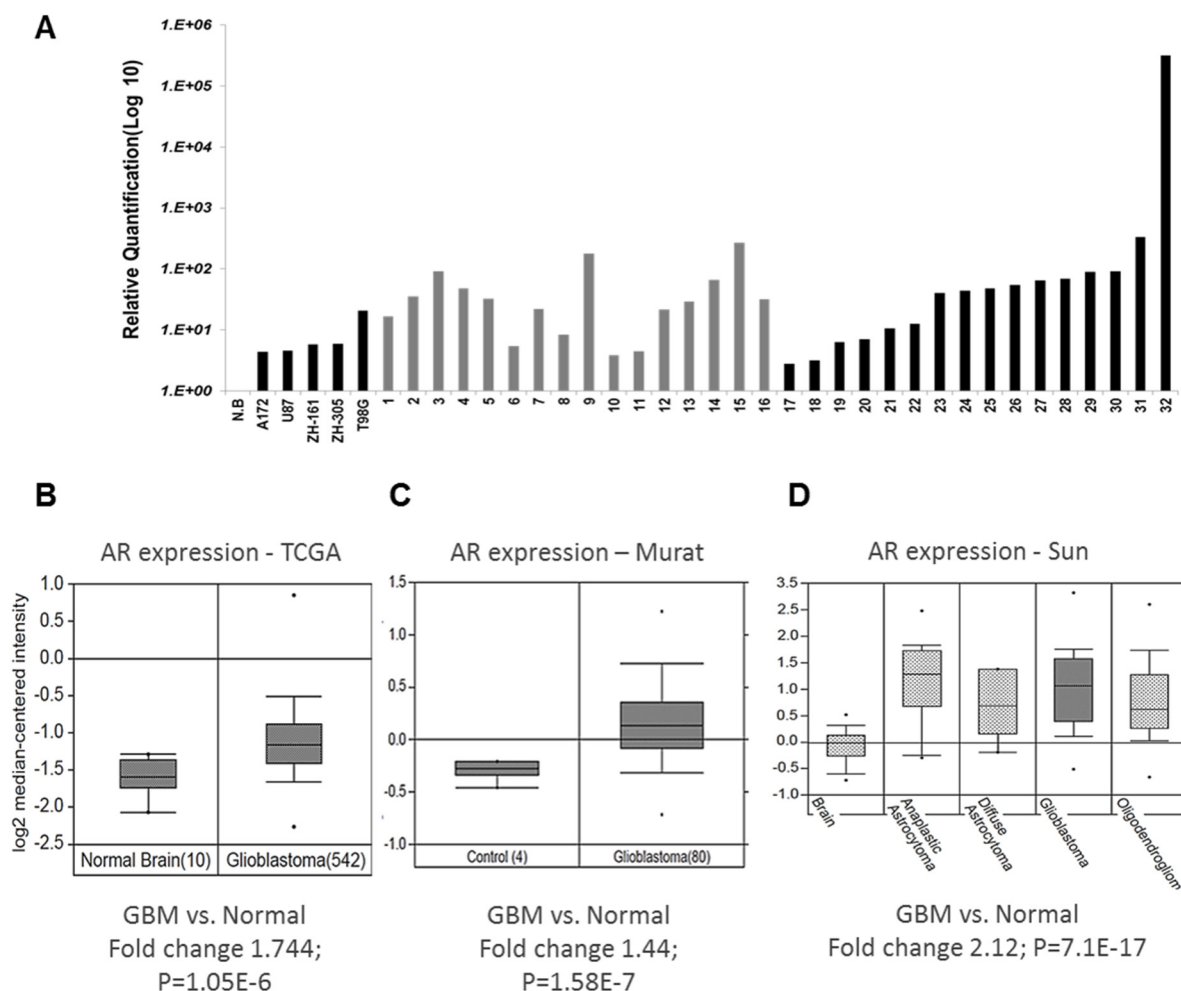 A
Relative Quantification(Log 10)
1.E+06
1.E+05
1.E+04
1.E+03
1.E+02
1.E+01
1.E+00
N.B
A172
U87
ZH-161
ZH-305
T98G
1
2
3
4
5
6
7
8
9
10
11
12
13
14
15
16
17
18
19
20
21
22
23
24
25
26
27
28
29
30
31
32
B
AR expression - TCGA
log2 median-centered intensity
1.0
0.5
0.0
-0.5
-1.0
-1.5
-2.0
-2.5
Normal Brain(10)
Glioblastoma(542)
GBM vs. Normal
Fold change 1.744;
P=1.05E-6
C
AR expression – Murat
1.5
1.0
0.5
0.0
-0.5
-1.0
Control (4)
Glioblastoma(80)
GBM vs. Normal
Fold change 1.44;
P=1.58E-7
D
AR expression - Sun
3.5
2.5
2.0
1.5
1.0
0.5
0.0
-0.5
-1.0
Brain
Anaplastic
Astrocytoma
Diffuse
Astrocytoma
Glioblastoma
Oligodendrogliom
GBM vs. Normal
Fold change 2.12; P=7.1E-17